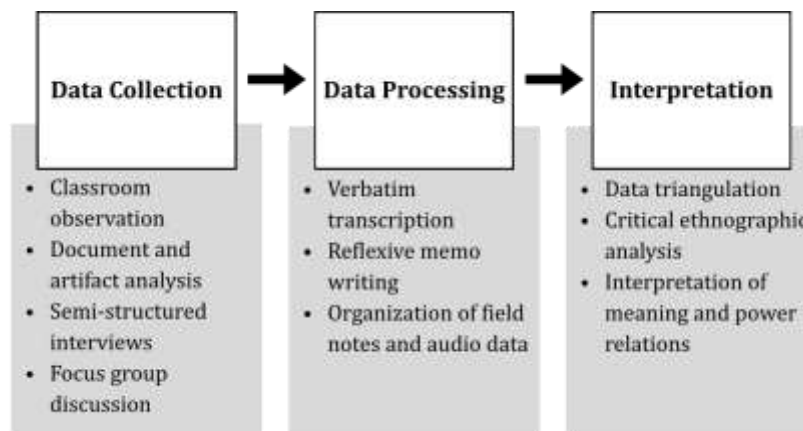 Data Collection
• Classroom
observation
• Document and
artifact analysis
• Semi-structured
interviews
• Focus group
discussion
Data Processing
• Verbatim
transcription
• Reflexive memo
writing
• Organization of field
notes and audio data
Interpretation
• Data triangulation
• Critical ethnographic
analysis
• Interpretation of
meaning and power
relations